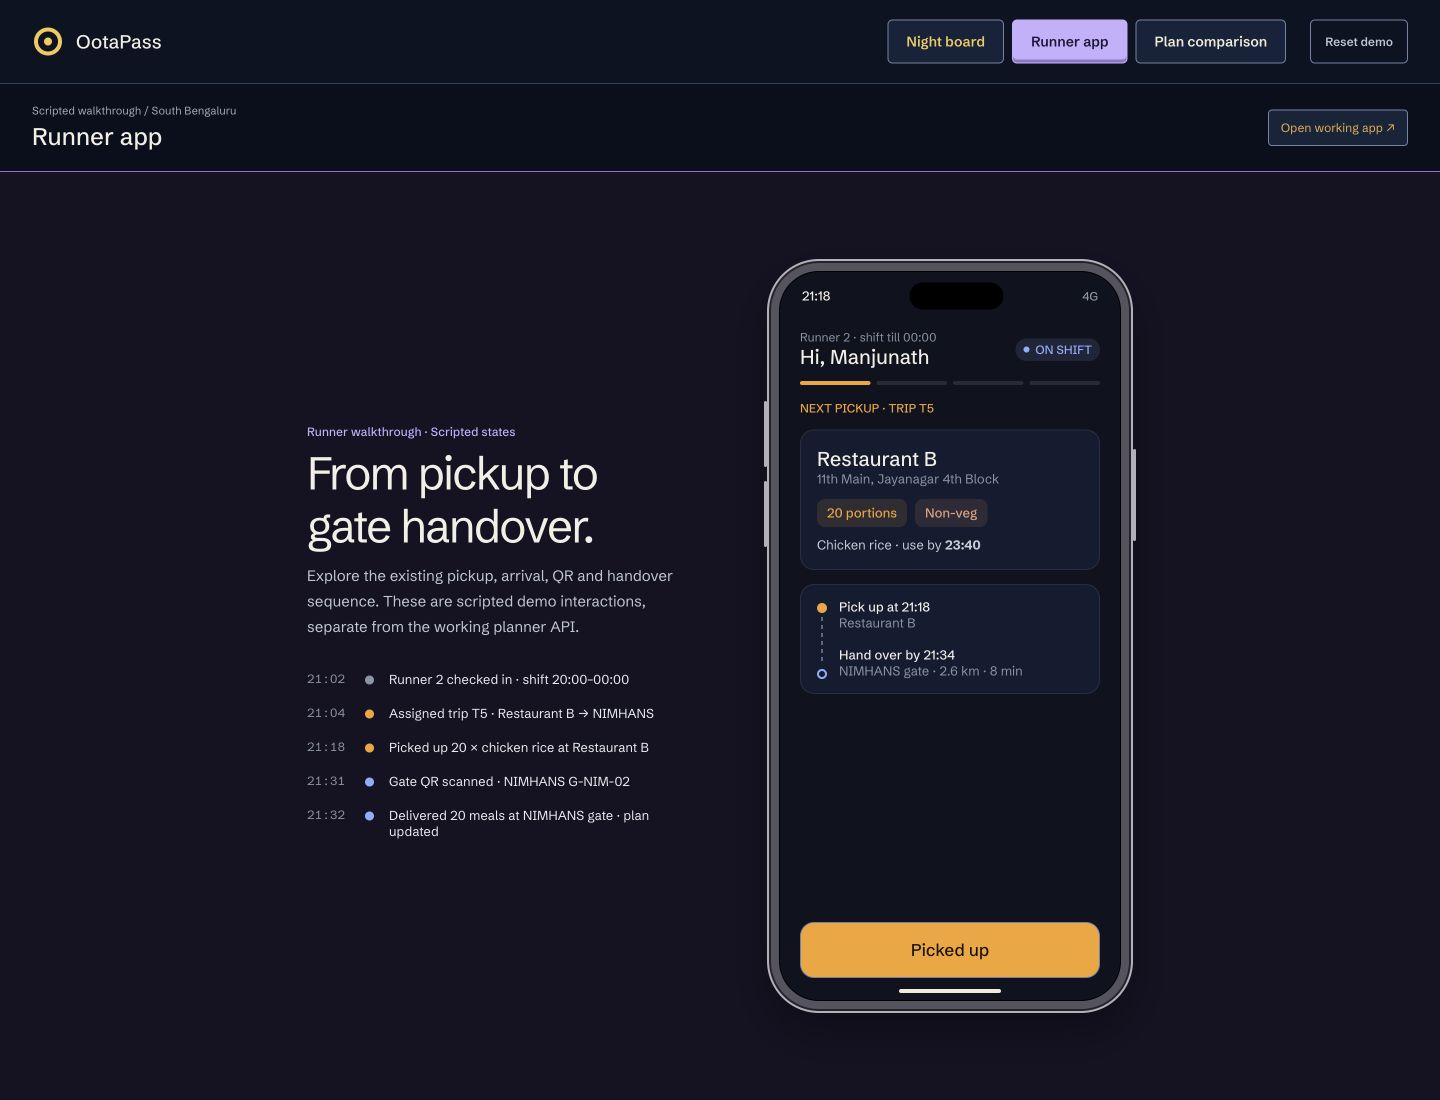 OotaPass
Night board
Runner app
Plan comparison
Reset demo
Scripted walkthrough / South Bengaluru
Runner app
Open working app ↗
Runner walkthrough · Scripted states
From pickup to
gate handover.
Explore the existing pickup, arrival, QR and handover
sequence. These are scripted demo interactions,
separate from the working planner API.
21:02 Runner 2 checked in · shift 20:00–00:00
21:04 Assigned trip T5 · Restaurant B → NIMHANS
21:18 Picked up 20 × chicken rice at Restaurant B
21:31 Gate QR scanned · NIMHANS G-NIM-02
21:32 Delivered 20 meals at NIMHANS gate · plan
updated
21:18
4G
Runner 2 · shift till 00:00
Hi, Manjunath
ON SHIFT
NEXT PICKUP · TRIP T5
Restaurant B
11th Main, Jayanagar 4th Block
20 portions
Non-veg
Chicken rice · use by 23:40
Pick up at 21:18
Restaurant B
Hand over by 21:34
NIMHANS gate · 2.6 km · 8 min
Picked up